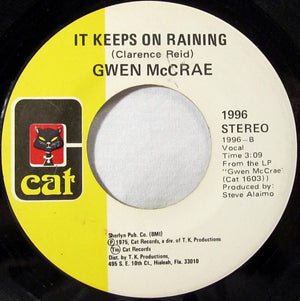 IT KEEPS ON RAINING
(Clarence Reid)
GWEN McCRAE
1996
STEREO
1996-B
Vocal
Time 3:09
From the LP
"Gwen McCrae"
(Cat 1603)
Produced by:
Steve Alaimo
cat
Sherlyn Pub. Co. (BMI)
Ⓟ1975, Cat Records, a div. of T. K. Productions
Tm Cat Records
Dist. by T. K. Productions,
495 S. E. 10th Ct., Hialeah, Fla. 33010